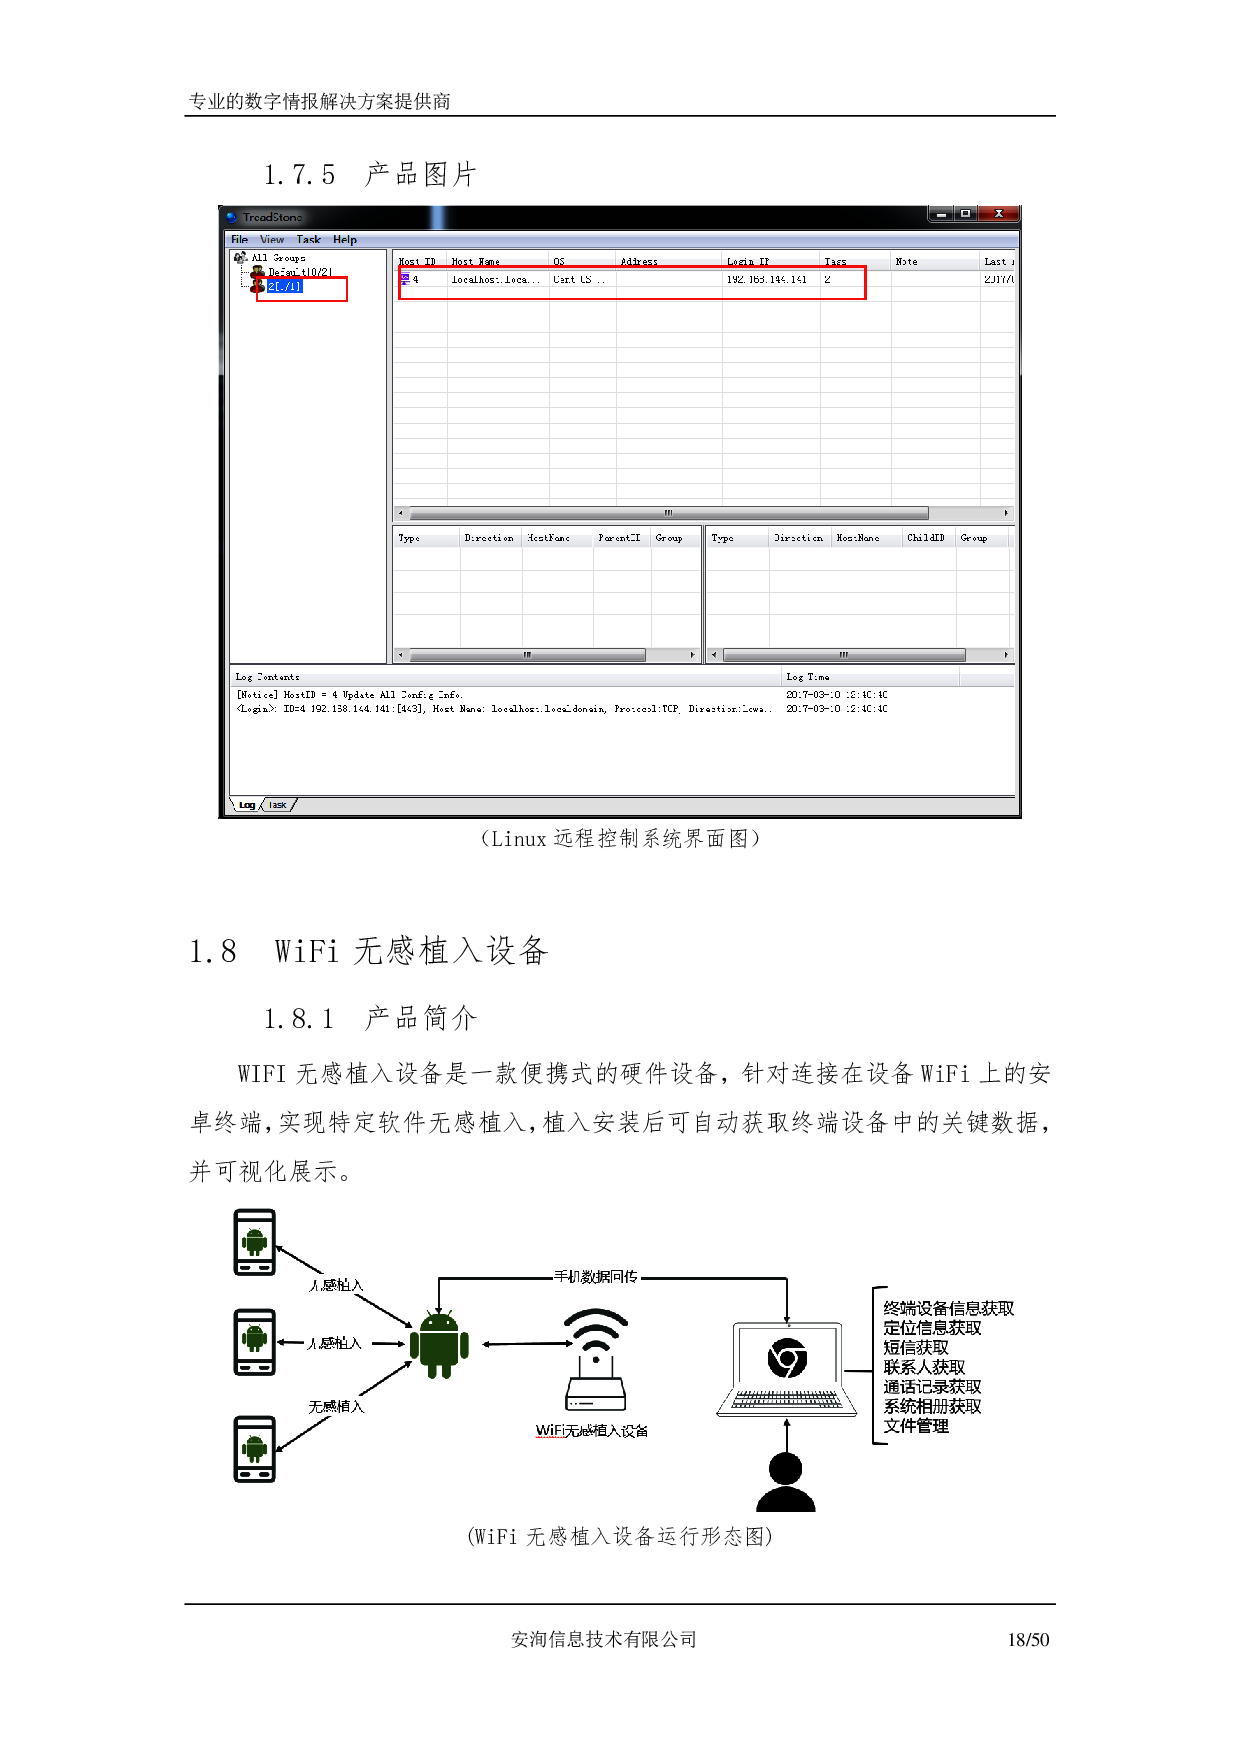 专业的数字情报解决方案提供商
1.7.5 产品图片
TreadStone
File View Task Help
All Groups
Default[0/2]
Host ID Host Name OS Address Login IP Tags Note Last
4 localhost.loca... Cent OS ... 192.168.144.141 2
Type Direction HostName ParentID Group Type Direction HostName ChildID Group
Log Contents Log Time
[Notice] HostID = 4 Update All Config Info. 2017-03-10 12:40:40
<Login>: ID=4 192.168.144.141:[443], Host Name: localhost.localdomain, Protocol:TCP, 2017-03-10 12:40:40
Log Task
（Linux 远程控制系统界面图）
1.8 WiFi 无感植入设备
1.8.1 产品简介
WIFI 无感植入设备是一款便携式的硬件设备，针对连接在设备 WiFi 上的安
卓终端，实现特定软件无感植入，植入安装后可自动获取终端设备中的关键数据，
并可视化展示。
无感植入
无感植入
无感植入
手机数据回传
WiFi无感植入设备
终端设备信息获取
定位信息获取
短信获取
联系人获取
通话记录获取
系统相册获取
文件管理
(WiFi 无感植入设备运行形态图)
安洵信息技术有限公司
18/50